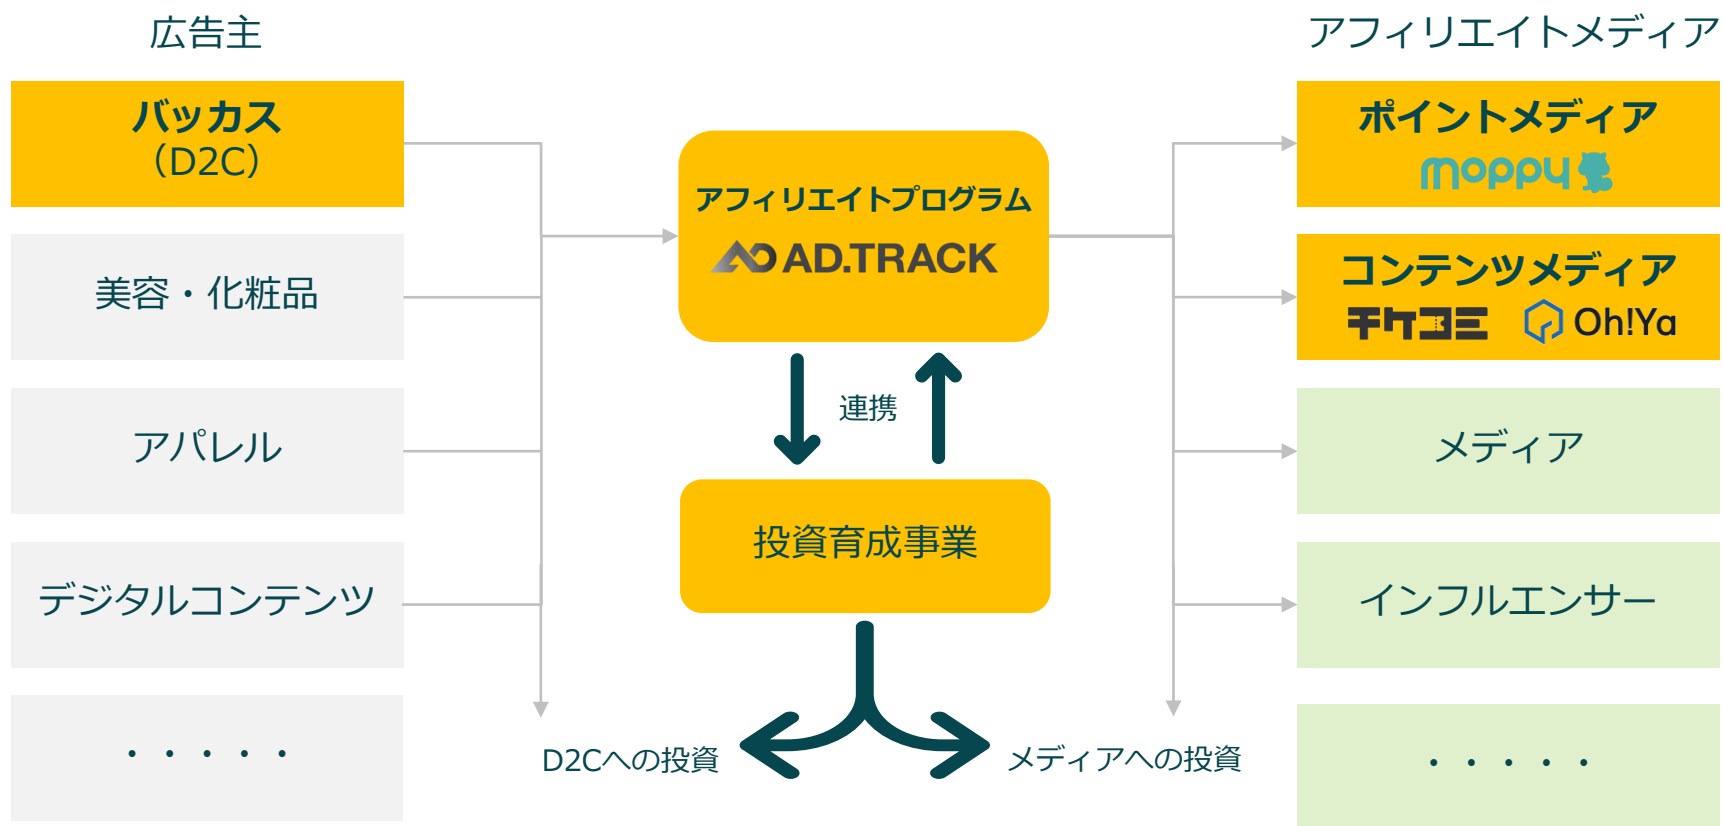 広告主
バッカス
（D2C）
美容・化粧品
アパレル
デジタルコンテンツ
・・・・・
アフィリエイトプログラム
AD.TRACK
連携
投資育成事業
D2Cへの投資
メディアへの投資
アフィリエイトメディア
ポイントメディア
moppy
コンテンツメディア
チケコミ Oh!Ya
メディア
インフルエンサー
・・・・・